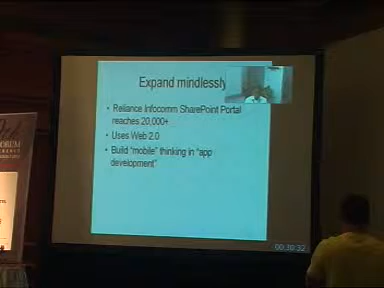 Expand mindlessly
• Reliance Infocomm SharePoint Portal
reaches 20,000+
• Uses Web 2.0
• Build “mobile” thinking in “app
development”
00:30:32